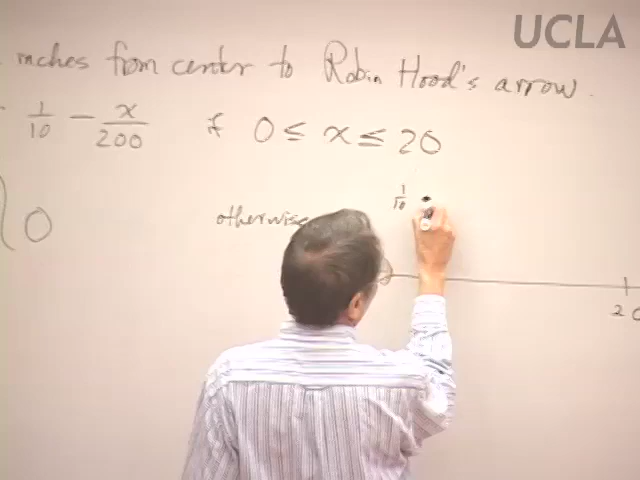 UCLA
inches from center to Robin Hood's arrow.
1/10 - x/200 if 0 ≤ x ≤ 20
0 otherwise
1/10
20